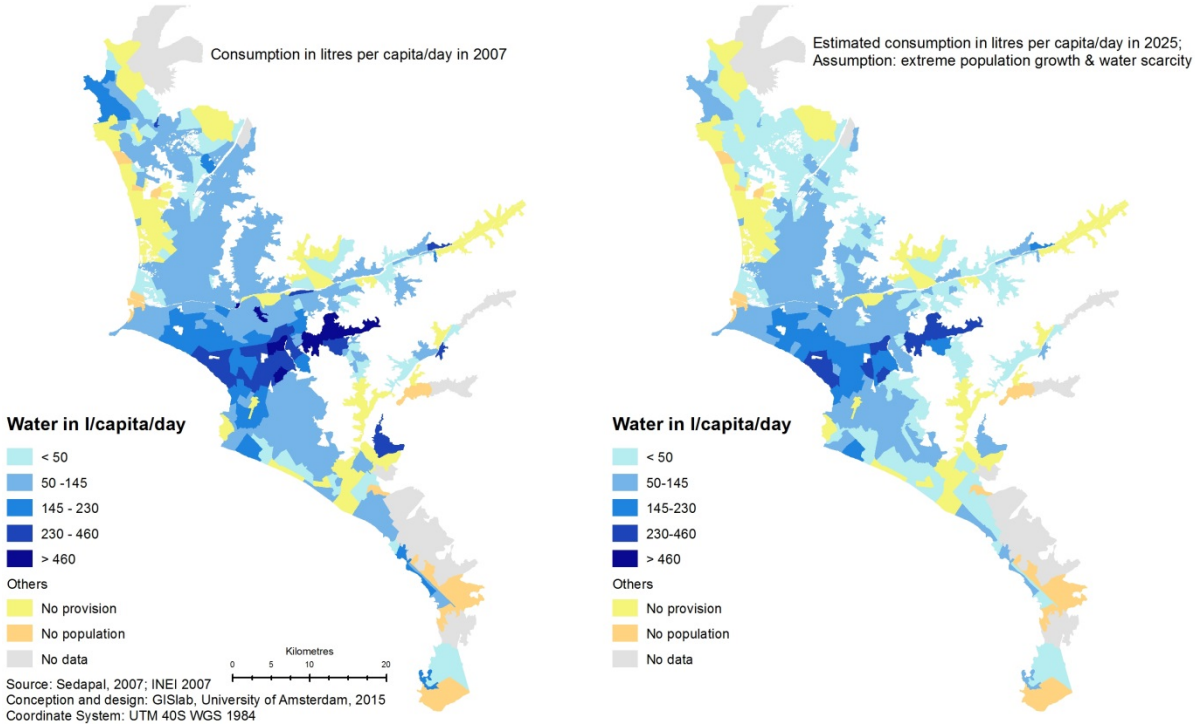 Consumption in litres per capita/day in 2007
Water in l/capita/day
< 50
50 -145
145 - 230
230 - 460
> 460
Others
No provision
No population
No data
Kilometres
0 5 10 20
Source: Sedapal, 2007; INEI 2007
Conception and design: GISlab, University of Amsterdam, 2015
Coordinate System: UTM 40S WGS 1984
Estimated consumption in litres per capita/day in 2025;
Assumption: extreme population growth & water scarcity
Water in l/capita/day
< 50
50-145
145-230
230-460
> 460
Others
No provision
No population
No data